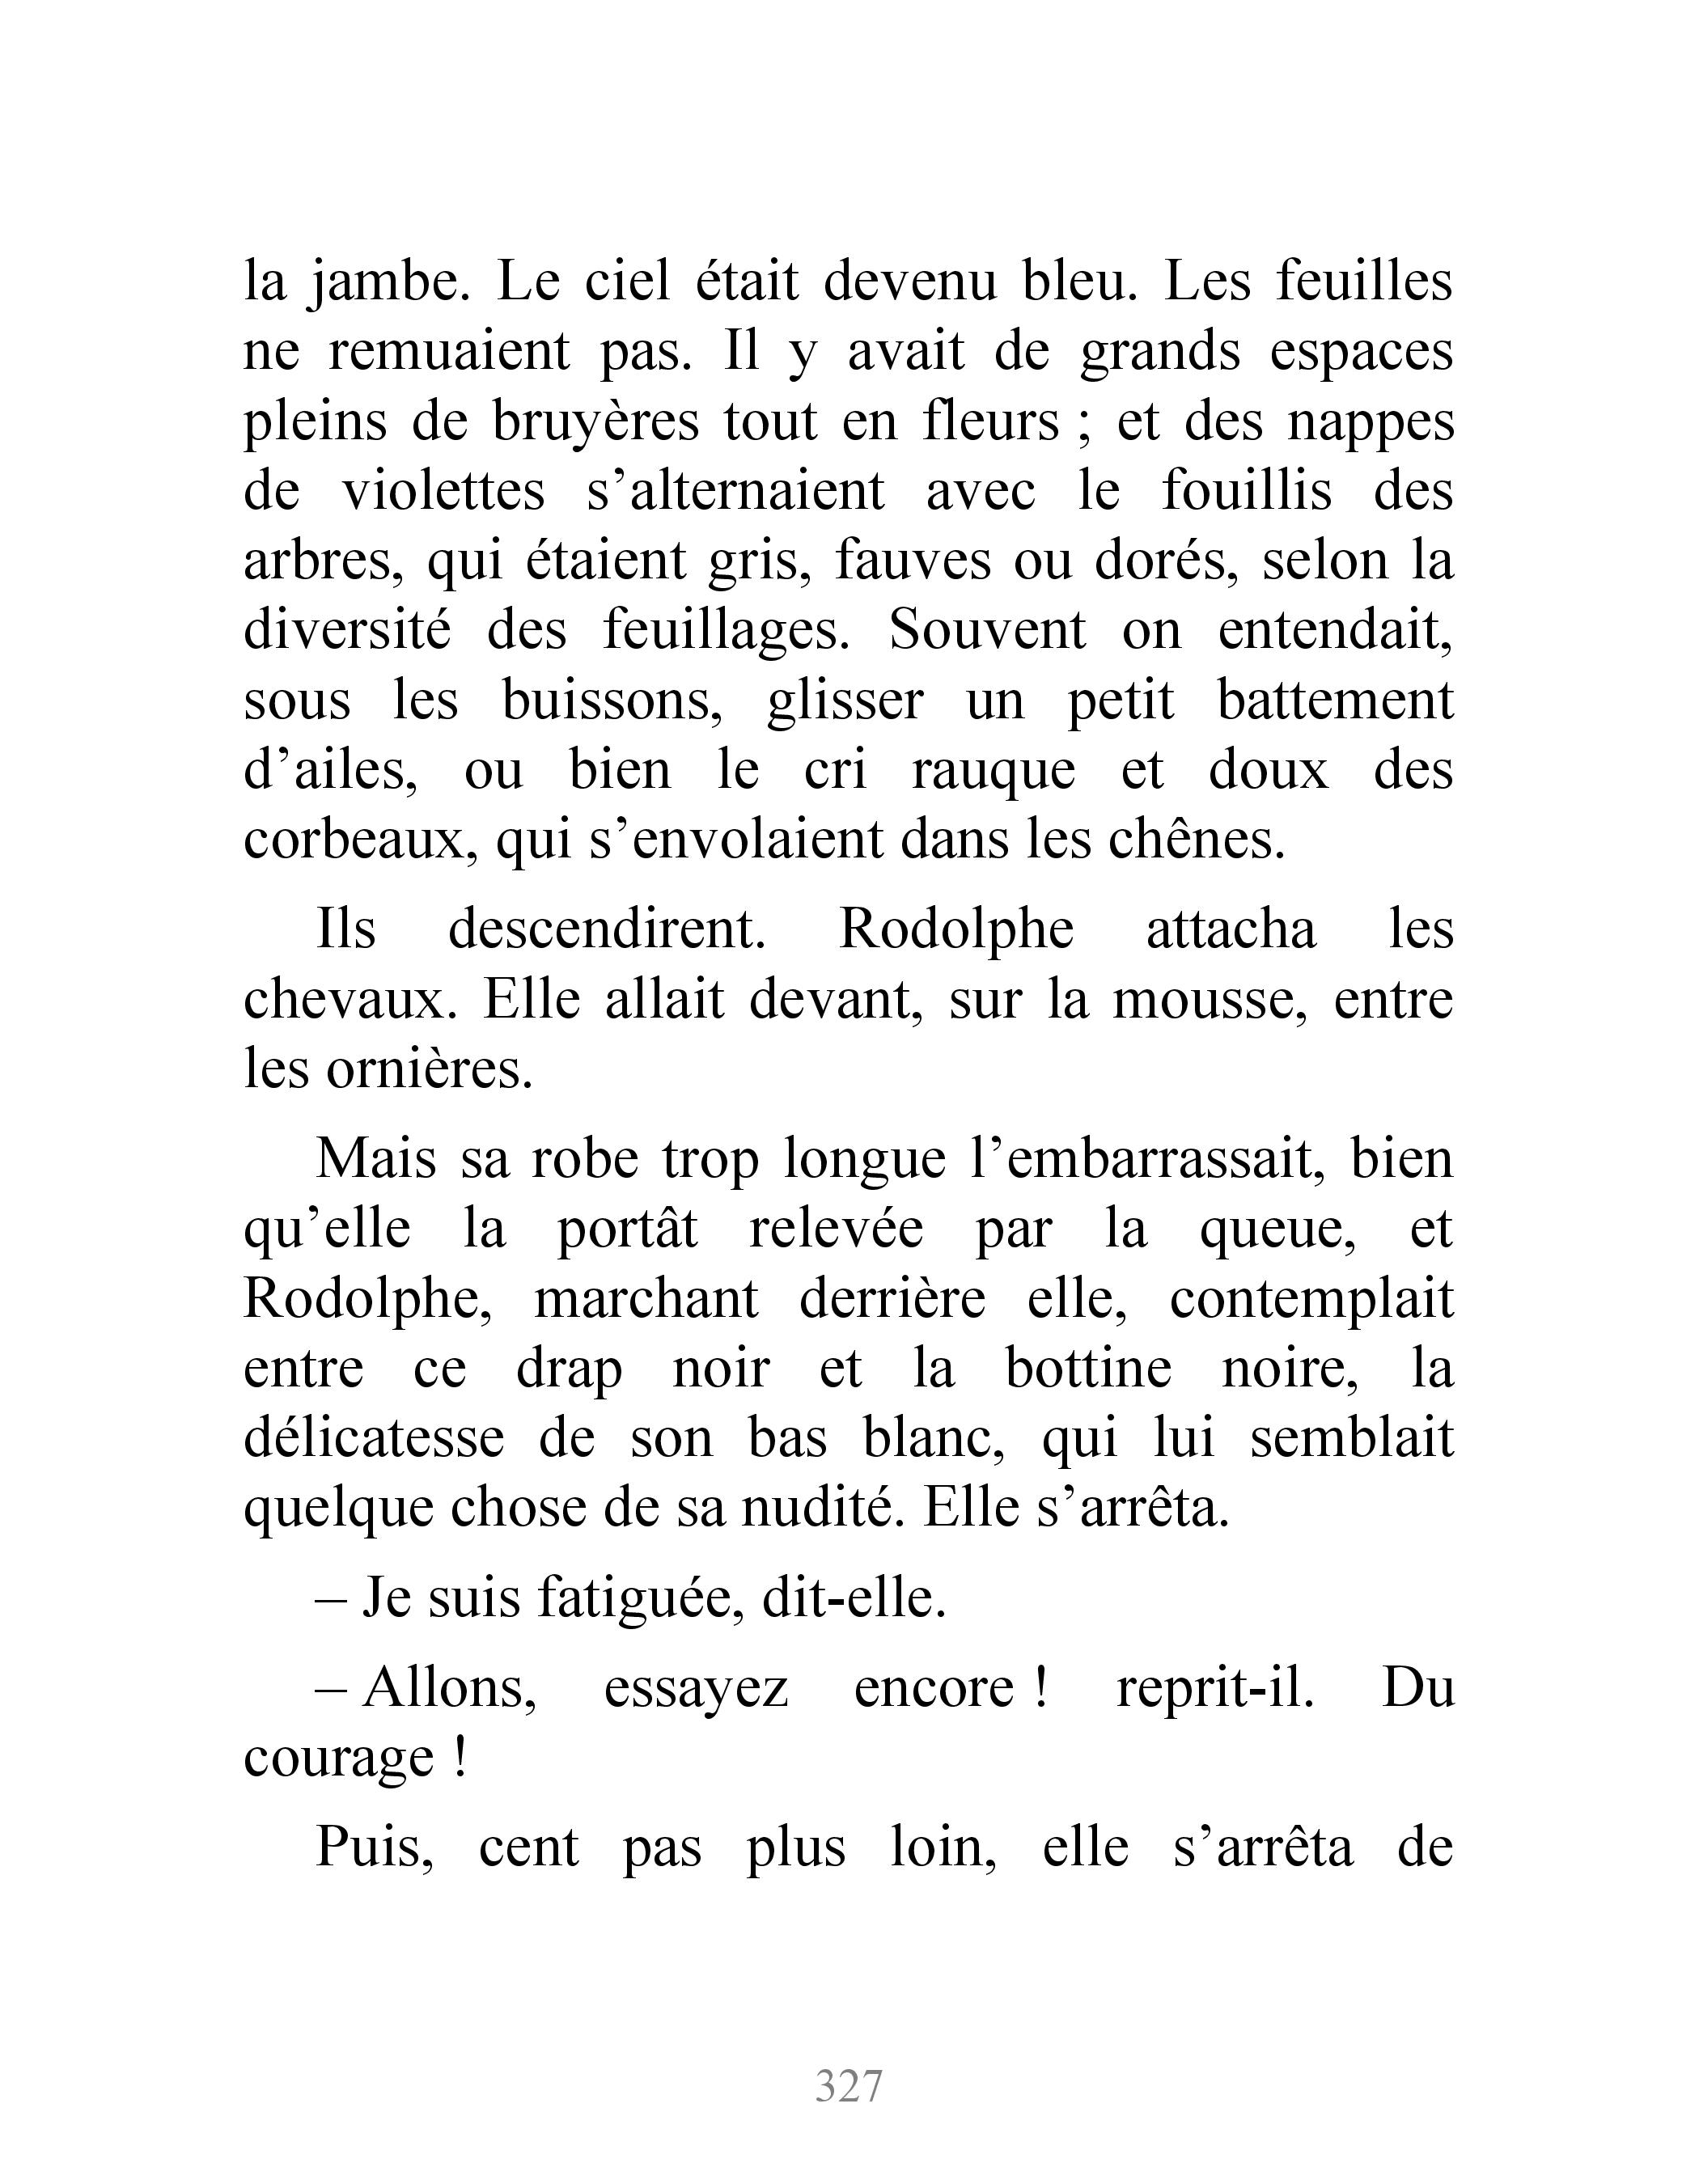 la jambe. Le ciel était devenu bleu. Les feuilles
ne remuaient pas. Il y avait de grands espaces
pleins de bruyères tout en fleurs ; et des nappes
de violettes s’alternaient avec le fouillis des
arbres, qui étaient gris, fauves ou dorés, selon la
diversité des feuillages. Souvent on entendait,
sous les buissons, glisser un petit battement
d’ailes, ou bien le cri rauque et doux des
corbeaux, qui s’envolaient dans les chênes.
Ils descendirent. Rodolphe attacha les
chevaux. Elle allait devant, sur la mousse, entre
les ornières.
Mais sa robe trop longue l’embarrassait, bien
qu’elle la portât relevée par la queue, et
Rodolphe, marchant derrière elle, contemplait
entre ce drap noir et la bottine noire, la
délicatesse de son bas blanc, qui lui semblait
quelque chose de sa nudité. Elle s’arrêta.
– Je suis fatiguée, dit-elle.
– Allons, essayez encore ! reprit-il. Du
courage !
Puis, cent pas plus loin, elle s’arrêta de
327